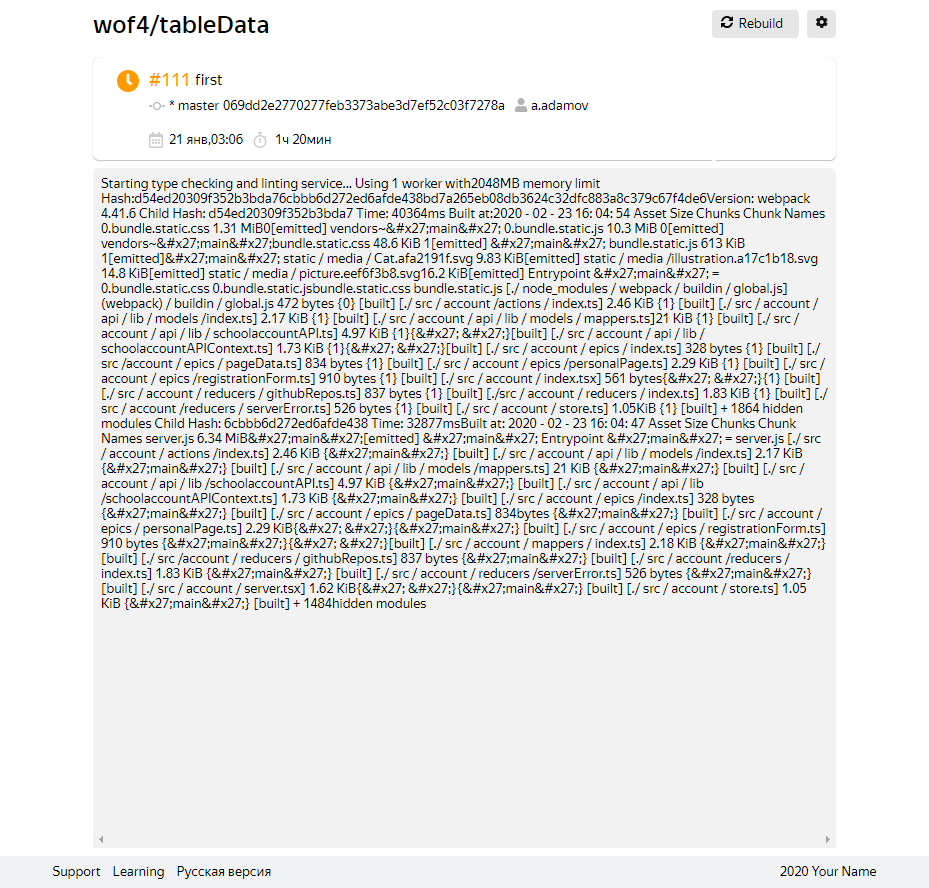 wof4/tableData
Rebuild
#111 first
* master 069dd2e2770277feb3373abe3d7ef52c03f7278a a.adamov
21 янв,03:06 1ч 20мин
Starting type checking and linting service... Using 1 worker with2048MB memory limit
Hash:d54ed20309f352b3bda76cbbb6d272ed6afde438bd7a265eb08db3624c32dfc883a8c379c67f4de6Version: webpack
4.41.6 Child Hash: d54ed20309f352b3bda7 Time: 40364ms Built at:2020 - 02 - 23 16: 04: 54 Asset Size Chunks Chunk Names
0.bundle.static.css 1.31 MiB0[emitted] vendors~&#x27;main&#x27; 0.bundle.static.js 10.3 MiB 0[emitted]
vendors~&#x27;main&#x27;bundle.static.css 48.6 KiB 1[emitted] &#x27;main&#x27; bundle.static.js 613 KiB
1[emitted]&#x27;main&#x27; static / media / Cat.afa2191f.svg 9.83 KiB[emitted] static / media /illustration.a17c1b18.svg
14.8 KiB[emitted] static / media / picture.eef6f3b8.svg16.2 KiB[emitted] Entrypoint &#x27;main&#x27; =
0.bundle.static.css 0.bundle.static.jsbundle.static.css bundle.static.js [./ node_modules / webpack / buildin / global.js]
(webpack) / buildin / global.js 472 bytes {0} [built] [./ src / account /actions / index.ts] 2.46 KiB {1} [built] [./ src / account /
api / lib / models /index.ts] 2.17 KiB {1} [built] [./ src / account / api / lib / models / mappers.ts]21 KiB {1} [built] [./ src /
account / api / lib / schoolaccountAPI.ts] 4.97 KiB {1}{&#x27; &#x27;}[built] [./ src / account / api / lib /
schoolaccountAPIContext.ts] 1.73 KiB {1}{&#x27; &#x27;}[built] [./ src / account / epics / index.ts] 328 bytes {1} [built] [./
src /account / epics / pageData.ts] 834 bytes {1} [built] [./ src / account / epics /personalPage.ts] 2.29 KiB {1} [built] [./ src /
account / epics /registrationForm.ts] 910 bytes {1} [built] [./ src / account / index.tsx] 561 bytes{&#x27; &#x27;}{1} [built]
[./ src / account / reducers / githubRepos.ts] 837 bytes {1} [built] [./src / account / reducers / index.ts] 1.83 KiB {1} [built] [./
src / account /reducers / serverError.ts] 526 bytes {1} [built] [./ src / account / store.ts] 1.05KiB {1} [built] + 1864 hidden
modules Child Hash: 6cbbb6d272ed6afde438 Time: 32877msBuilt at: 2020 - 02 - 23 16: 04: 47 Asset Size Chunks Chunk
Names server.js 6.34 MiB&#x27;main&#x27;[emitted] &#x27;main&#x27; Entrypoint &#x27;main&#x27; = server.js [./ src
/ account / actions /index.ts] 2.46 KiB {&#x27;main&#x27;} [built] [./ src / account / api / lib / models /index.ts] 2.17 KiB
{&#x27;main&#x27;} [built] [./ src / account / api / lib / models /mappers.ts] 21 KiB {&#x27;main&#x27;} [built] [./ src /
account / api / lib /schoolaccountAPI.ts] 4.97 KiB {&#x27;main&#x27;} [built] [./ src / account / api / lib
/schoolaccountAPIContext.ts] 1.73 KiB {&#x27;main&#x27;} [built] [./ src / account / epics /index.ts] 328 bytes
{&#x27;main&#x27;} [built] [./ src / account / epics / pageData.ts] 834bytes {&#x27;main&#x27;} [built] [./ src / account /
epics / personalPage.ts] 2.29 KiB{&#x27; &#x27;}{&#x27;main&#x27;} [built] [./ src / account / epics / registrationForm.ts]
910 bytes {&#x27;main&#x27;}{&#x27; &#x27;}[built] [./ src / account / mappers / index.ts] 2.18 KiB {&#x27;main&#x27;}
[built] [./ src /account / reducers / githubRepos.ts] 837 bytes {&#x27;main&#x27;} [built] [./ src / account /reducers /
index.ts] 1.83 KiB {&#x27;main&#x27;} [built] [./ src / account / reducers /serverError.ts] 526 bytes {&#x27;main&#x27;}
[built] [./ src / account / server.tsx] 1.62 KiB{&#x27; &#x27;}{&#x27;main&#x27;} [built] [./ src / account / store.ts] 1.05
KiB {&#x27;main&#x27;} [built] + 1484hidden modules
Support Learning Русская версия 2020 Your Name